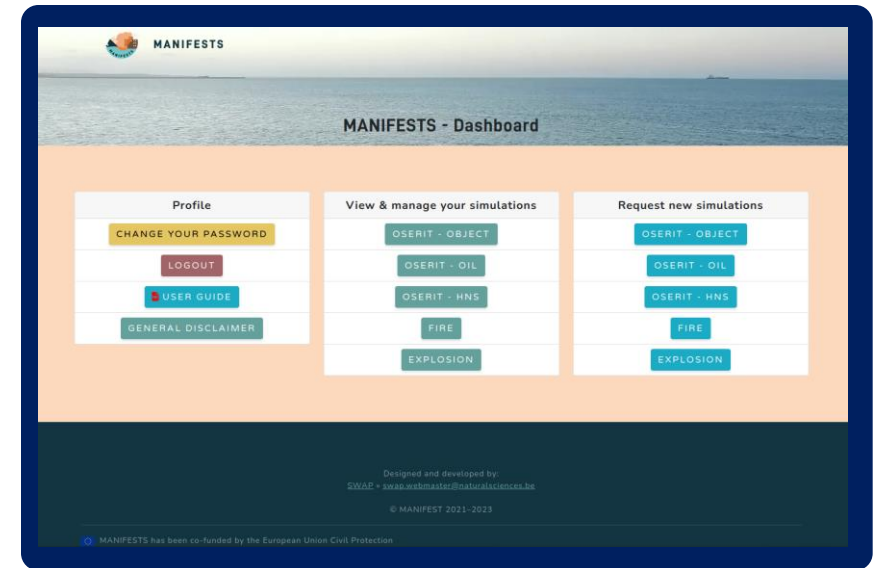 MANIFESTS
MANIFESTS - Dashboard
Profile
CHANGE YOUR PASSWORD
LOGOUT
USER GUIDE
GENERAL DISCLAIMER
View & manage your simulations
OSERIT - OBJECT
OSERIT - OIL
OSERIT - HNS
FIRE
EXPLOSION
Request new simulations
OSERIT - OBJECT
OSERIT - OIL
OSERIT - HNS
FIRE
EXPLOSION
Designed and developed by:
SWAP - swap.webmaster@naturalsciences.be
© MANIFEST 2021-2023
MANIFESTS has been co-funded by the European Union Civil Protection